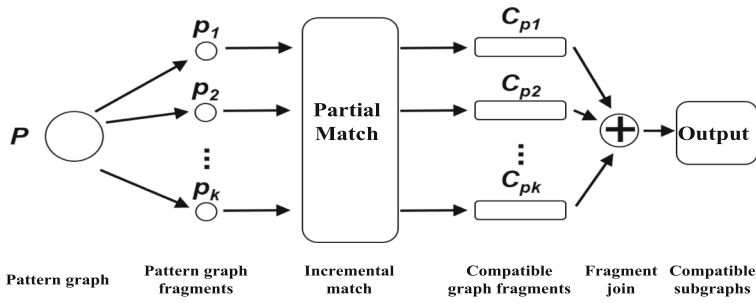 p1
Cp1
p2
Cp2
P
Partial
Match
Output
pk
Cpk
Pattern graph
Pattern graph
fragments
Incremental
match
Compatible
graph fragments
Fragment
join
Compatible
subgraphs